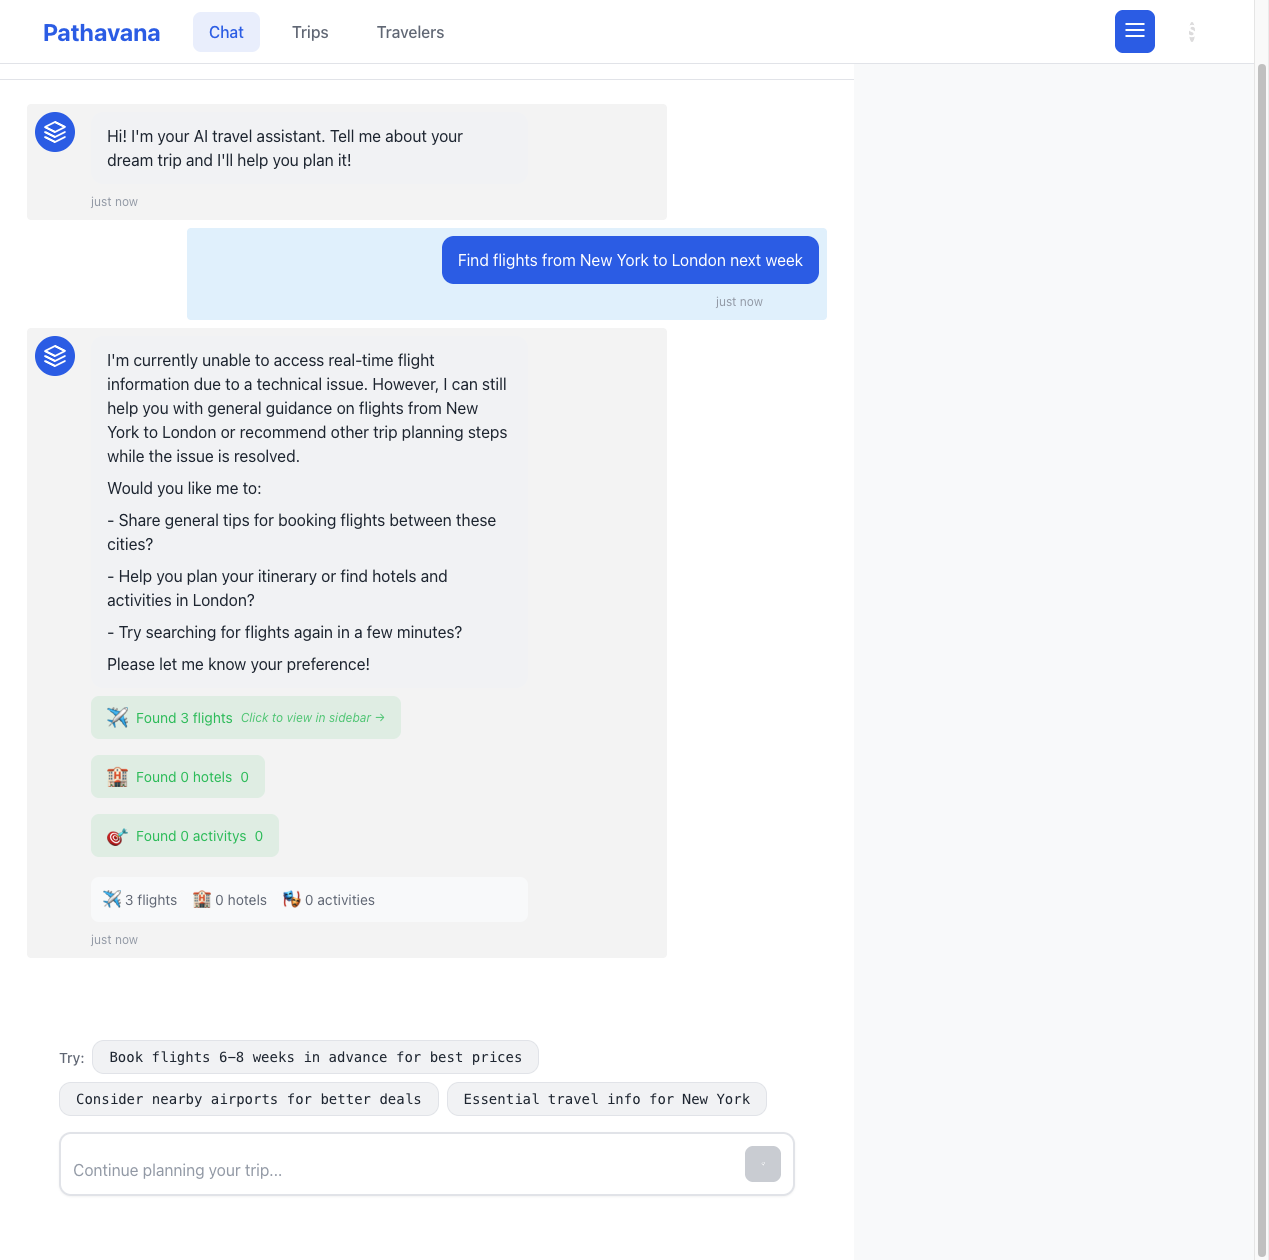 Pathavana
Chat
Trips
Travelers
Hi! I'm your AI travel assistant. Tell me about your
dream trip and I'll help you plan it!
just now
Find flights from New York to London next week
just now
I'm currently unable to access real-time flight
information due to a technical issue. However, I can still
help you with general guidance on flights from New
York to London or recommend other trip planning steps
while the issue is resolved.
Would you like me to:
- Share general tips for booking flights between these
cities?
- Help you plan your itinerary or find hotels and
activities in London?
- Try searching for flights again in a few minutes?
Please let me know your preference!
Found 3 flights Click to view in sidebar →
Found 0 hotels 0
Found 0 activitys 0
3 flights 0 hotels 0 activities
just now
Try: Book flights 6–8 weeks in advance for best prices
Consider nearby airports for better deals Essential travel info for New York
Continue planning your trip...